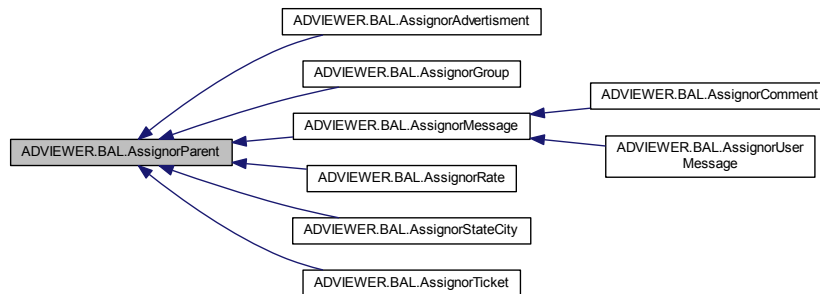 ADVIEWER.BAL.AssignorAdvertisment
ADVIEWER.BAL.AssignorGroup
ADVIEWER.BAL.AssignorComment
ADVIEWER.BAL.AssignorMessage
ADVIEWER.BAL.AssignorParent
ADVIEWER.BAL.AssignorUser
Message
ADVIEWER.BAL.AssignorRate
ADVIEWER.BAL.AssignorStateCity
ADVIEWER.BAL.AssignorTicket